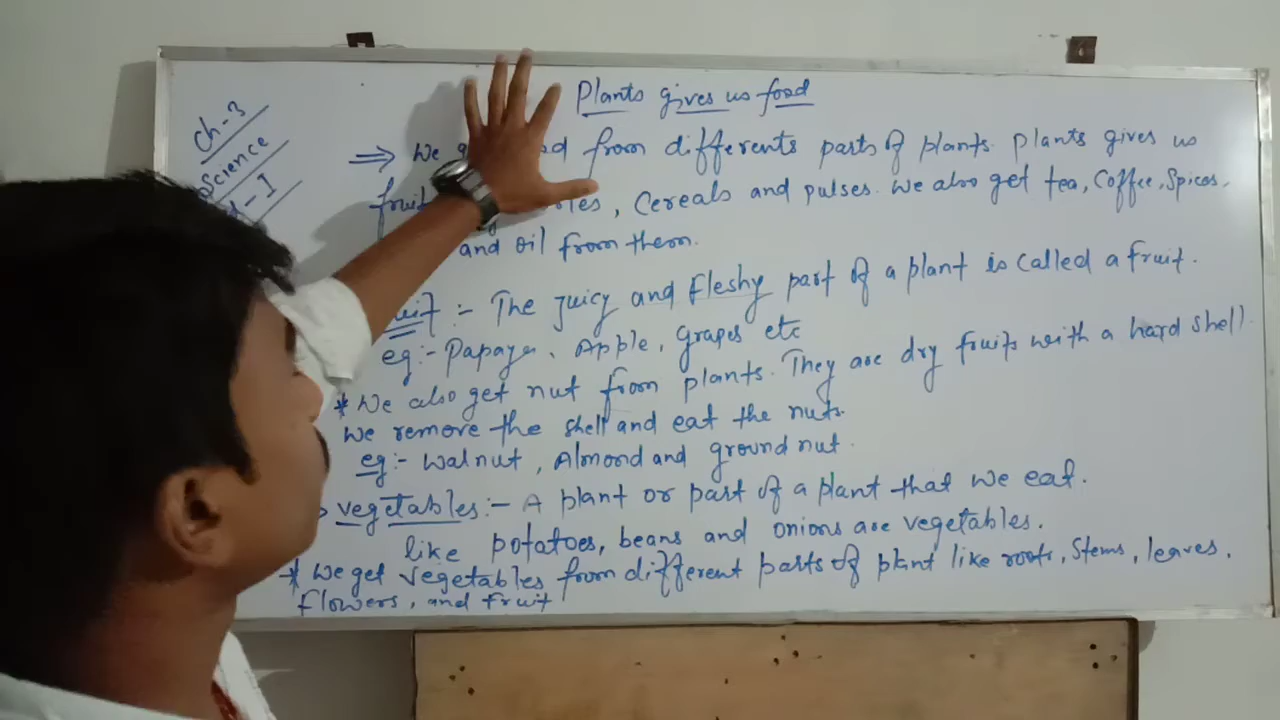 Plants gives us food
Ch-3
Science
⇒ We from differents parts of plants. Plants gives us
fruit , Cereals and pulses. We also get tea, Coffee, Spices,
and oil from them.
:- The juicy and fleshy part of a plant is called a fruit.
eg:- Papaya, Apple, grapes etc
* We also get nut from plants. They are dry fruits with a hard shell.
We remove the shell and eat the nuts.
eg:- Walnut, Almond and ground nut.
vegetables:- A plant or part of a plant that we eat.
like potatoes, beans and onions are vegetables.
* We get vegetables from different parts of plant like roots, stems, leaves,
flowers, and fruit